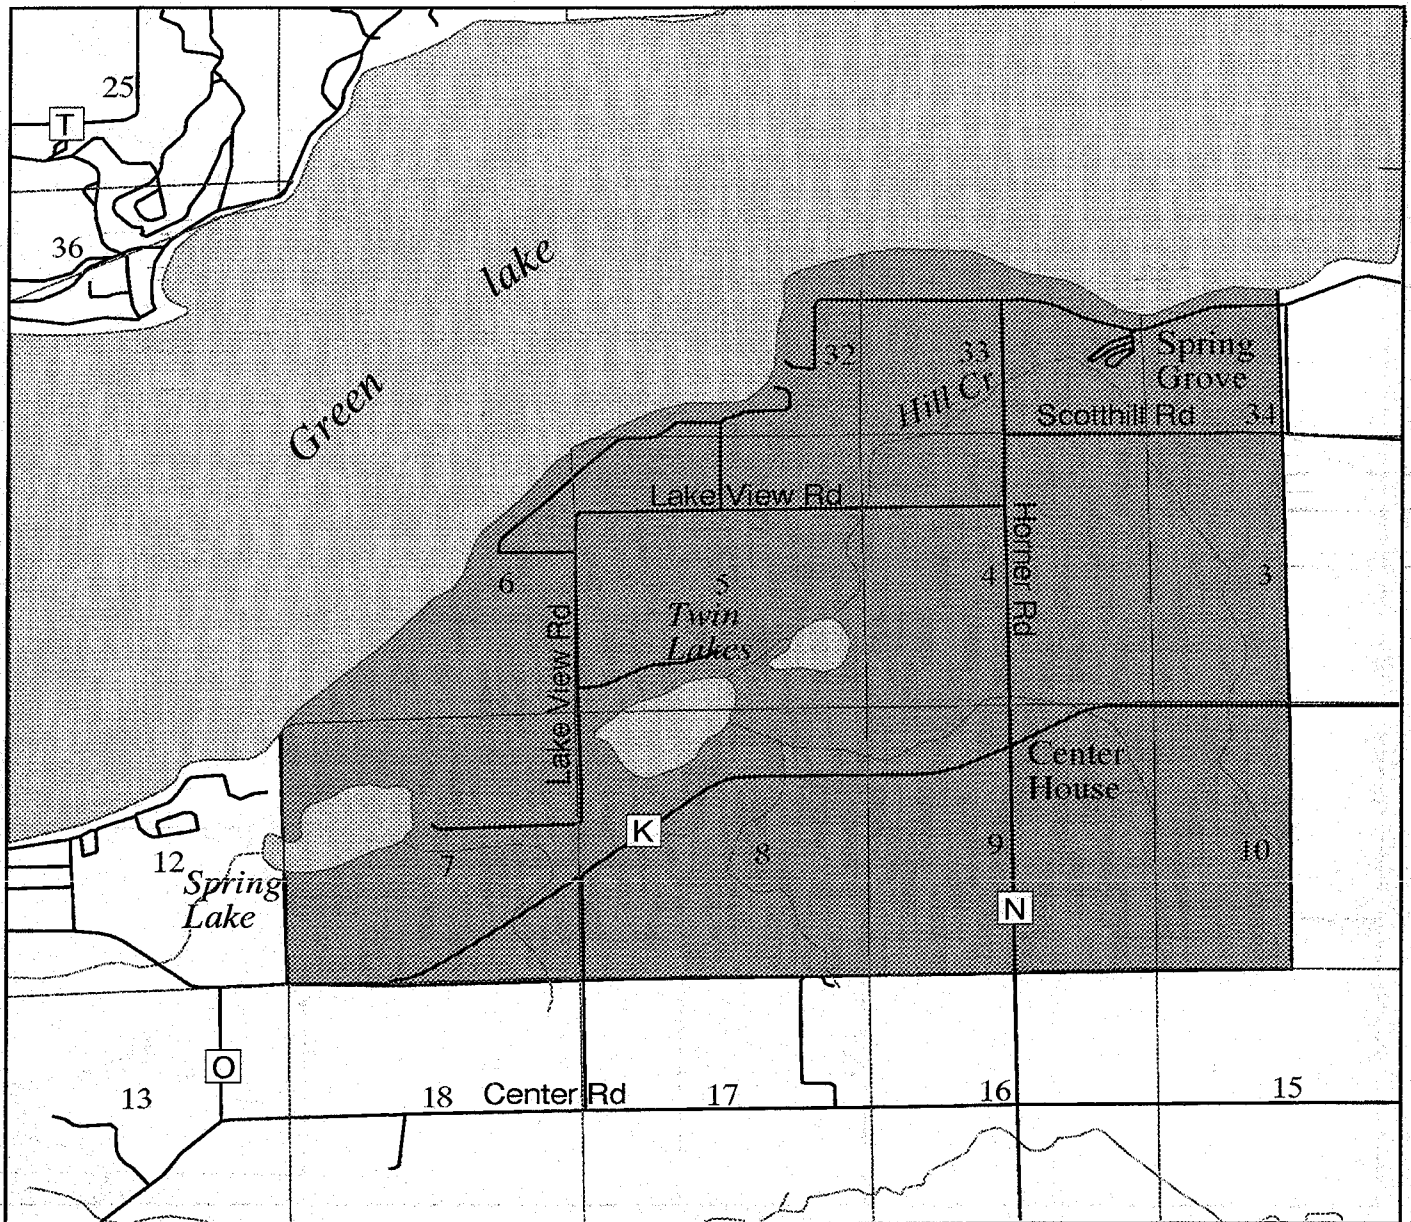 25
T
36
lake
Green
32
33
Spring
Grove
Hill Cr
Scotthill Rd
34
Lake View Rd
Horner Rd
6
5
4
3
Twin
Lakes
Lake View Rd
Center
House
K
12
7
8
9
10
Spring
Lake
N
O
13
18
Center Rd
17
16
15